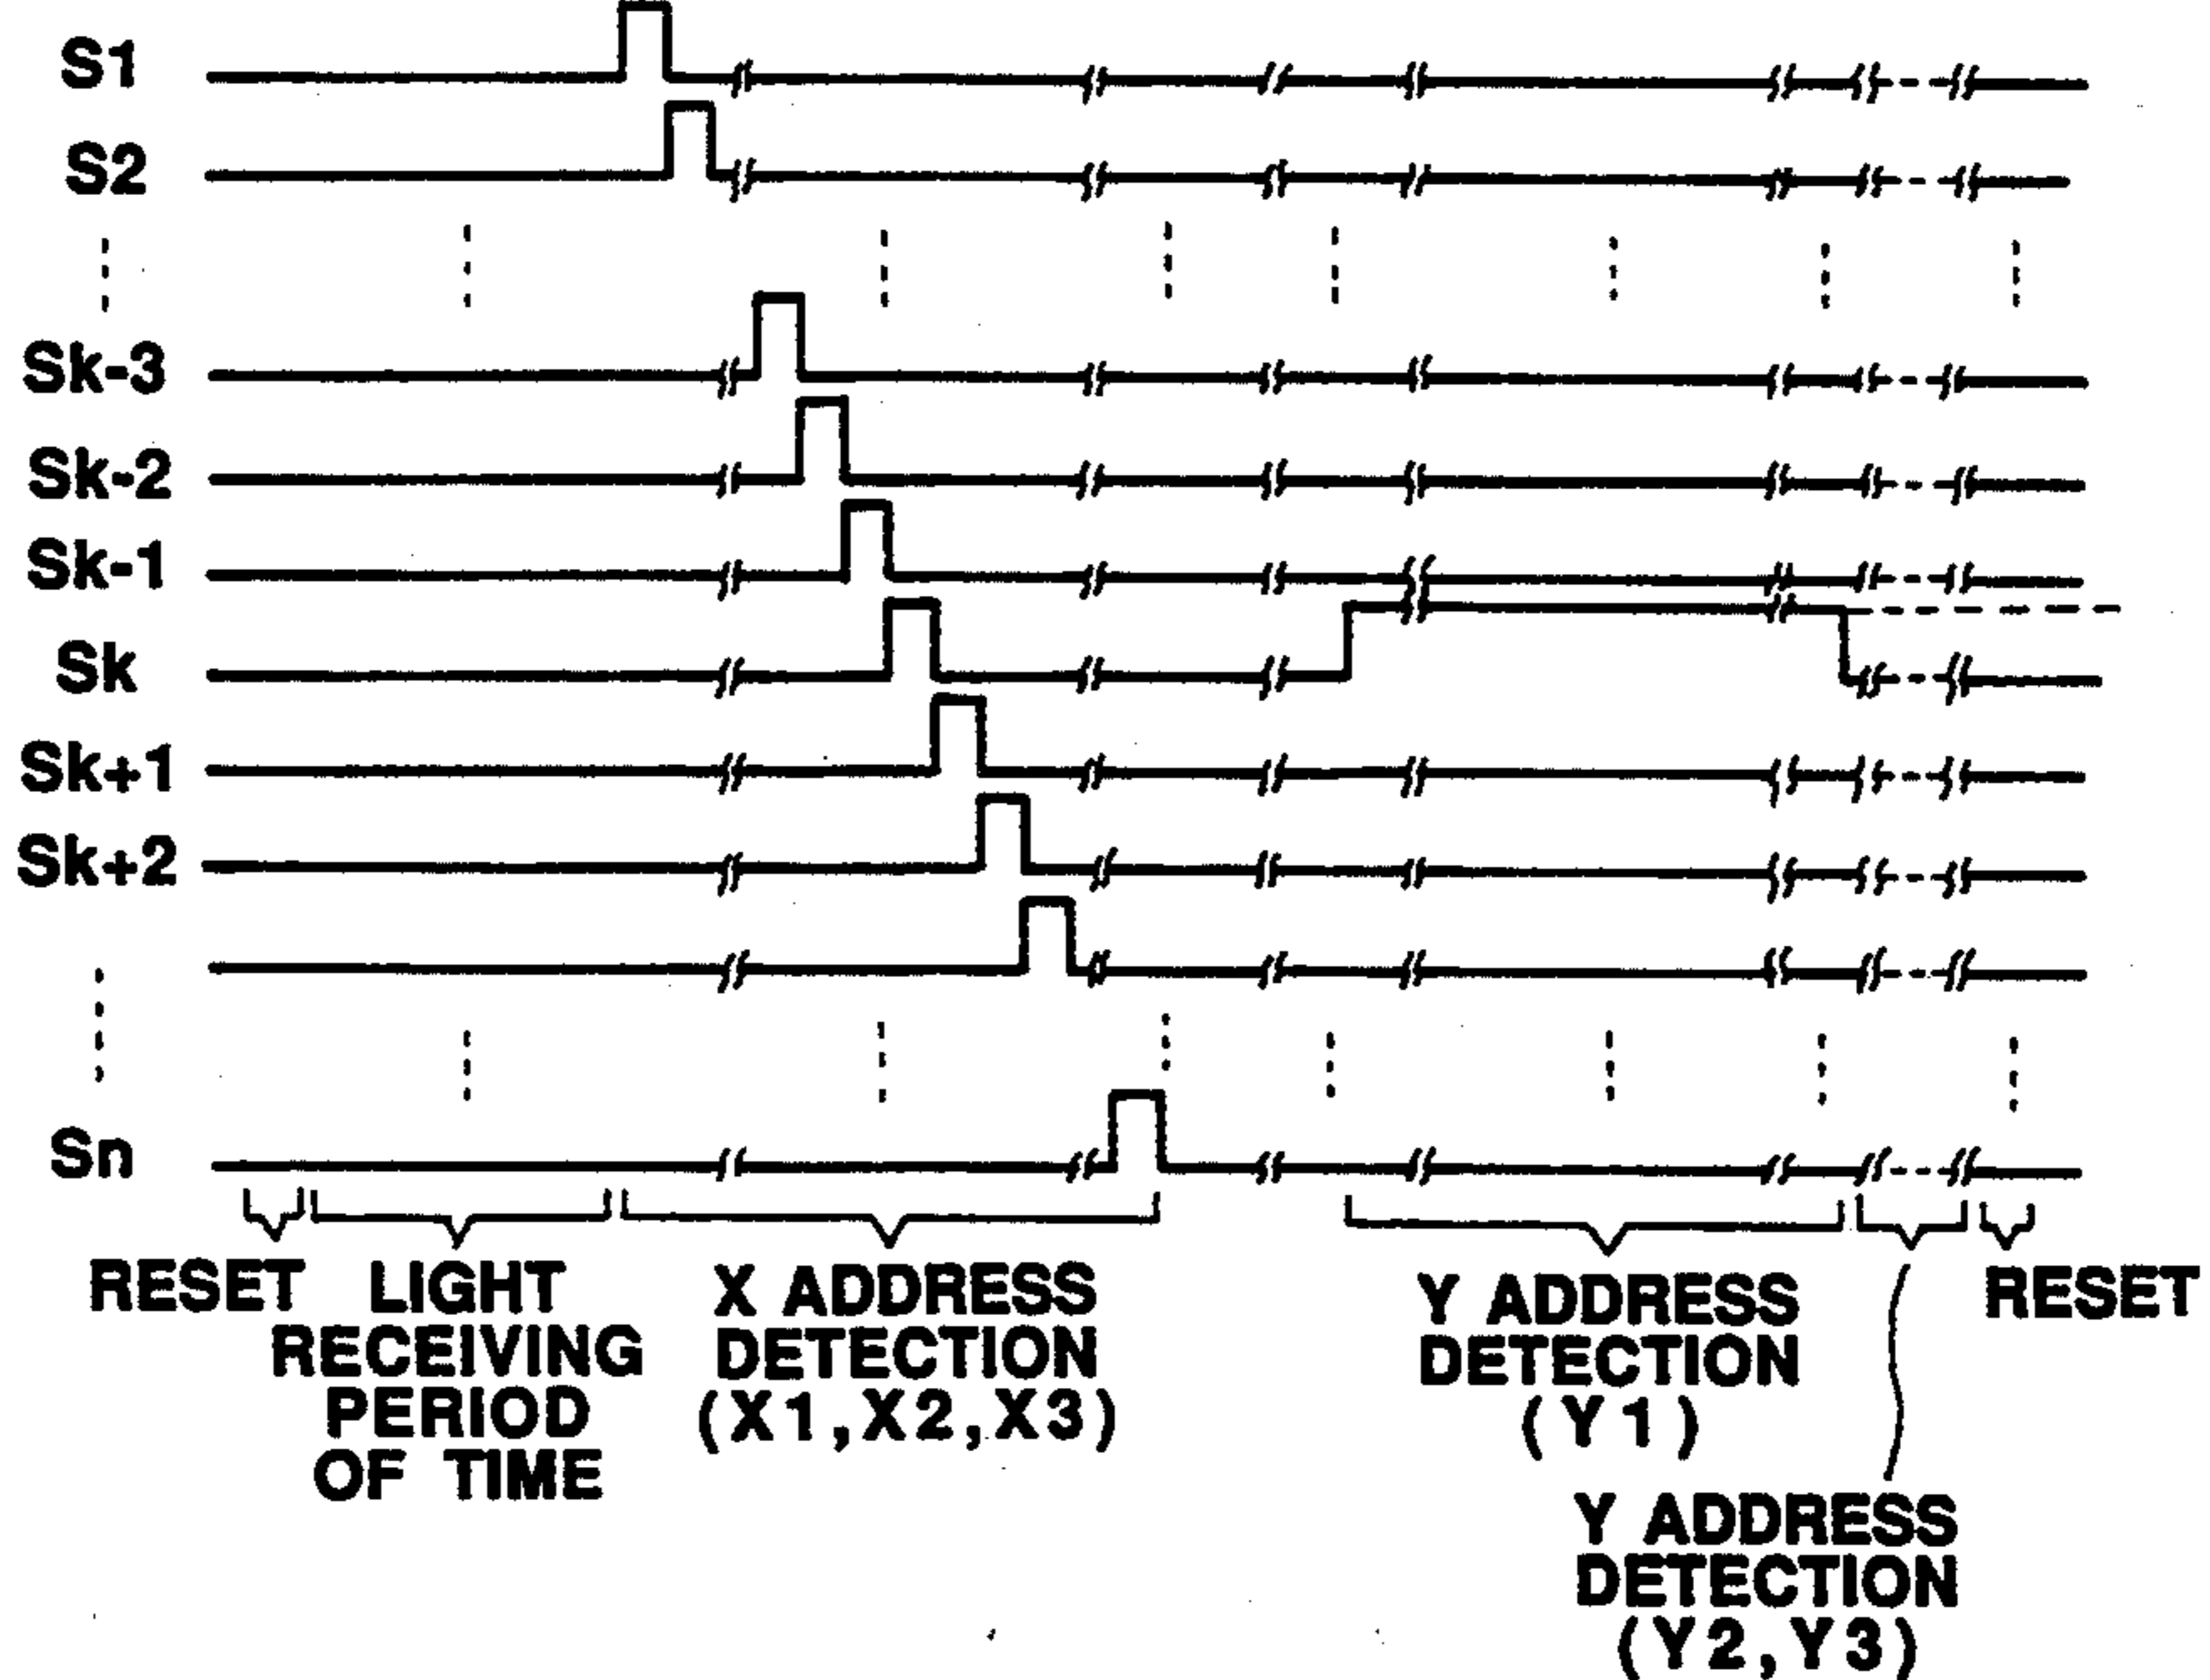 S1
S2
Sk-3
Sk-2
Sk-1
Sk
Sk+1
Sk+2
Sn
RESET
LIGHT
RECEIVING
PERIOD
OF TIME
X ADDRESS
DETECTION
(X1,X2,X3)
Y ADDRESS
DETECTION
(Y1)
Y ADDRESS
DETECTION
(Y2,Y3)
RESET